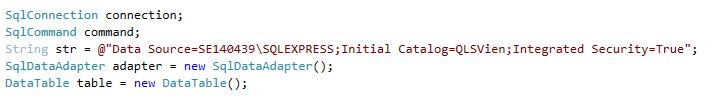 SqlConnection connection;
SqlCommand command;
String str = @"Data Source=SE140439\SQLEXPRESS;Initial Catalog=QLSVien;Integrated Security=True";
SqlDataAdapter adapter = new SqlDataAdapter();
DataTable table = new DataTable();